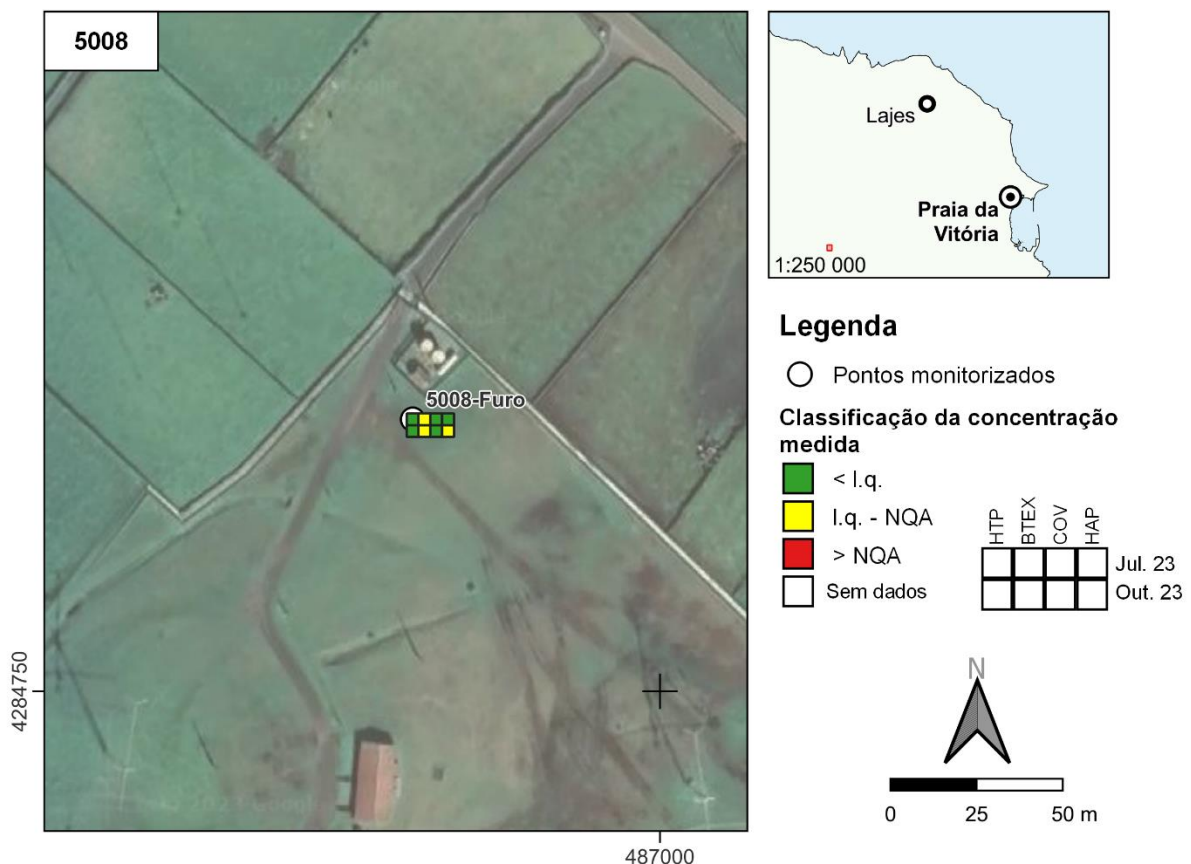 5008
5008-Furo
4284750
487000
Lajes
Praia da
Vitória
1:250 000
Legenda
Pontos monitorizados
Classificação da concentração
medida
< l.q.
l.q. - NQA
> NQA
Sem dados
HTP
BTEX
COV
HAP
Jul. 23
Out. 23
N
0 25 50 m